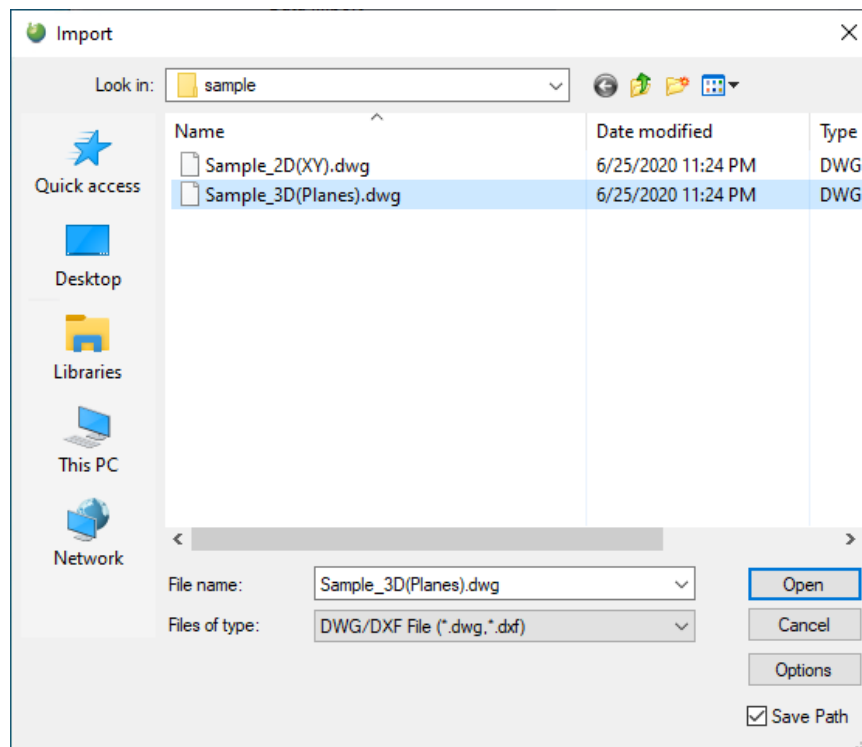 Import
Look in:
sample
Quick access
Desktop
Libraries
This PC
Network
Name Date modified Type
Sample_2D(XY).dwg 6/25/2020 11:24 PM DWG
Sample_3D(Planes).dwg 6/25/2020 11:24 PM DWG
File name: Sample_3D(Planes).dwg Open
Files of type: DWG/DXF File (*.dwg,*.dxf) Cancel
Options
Save Path